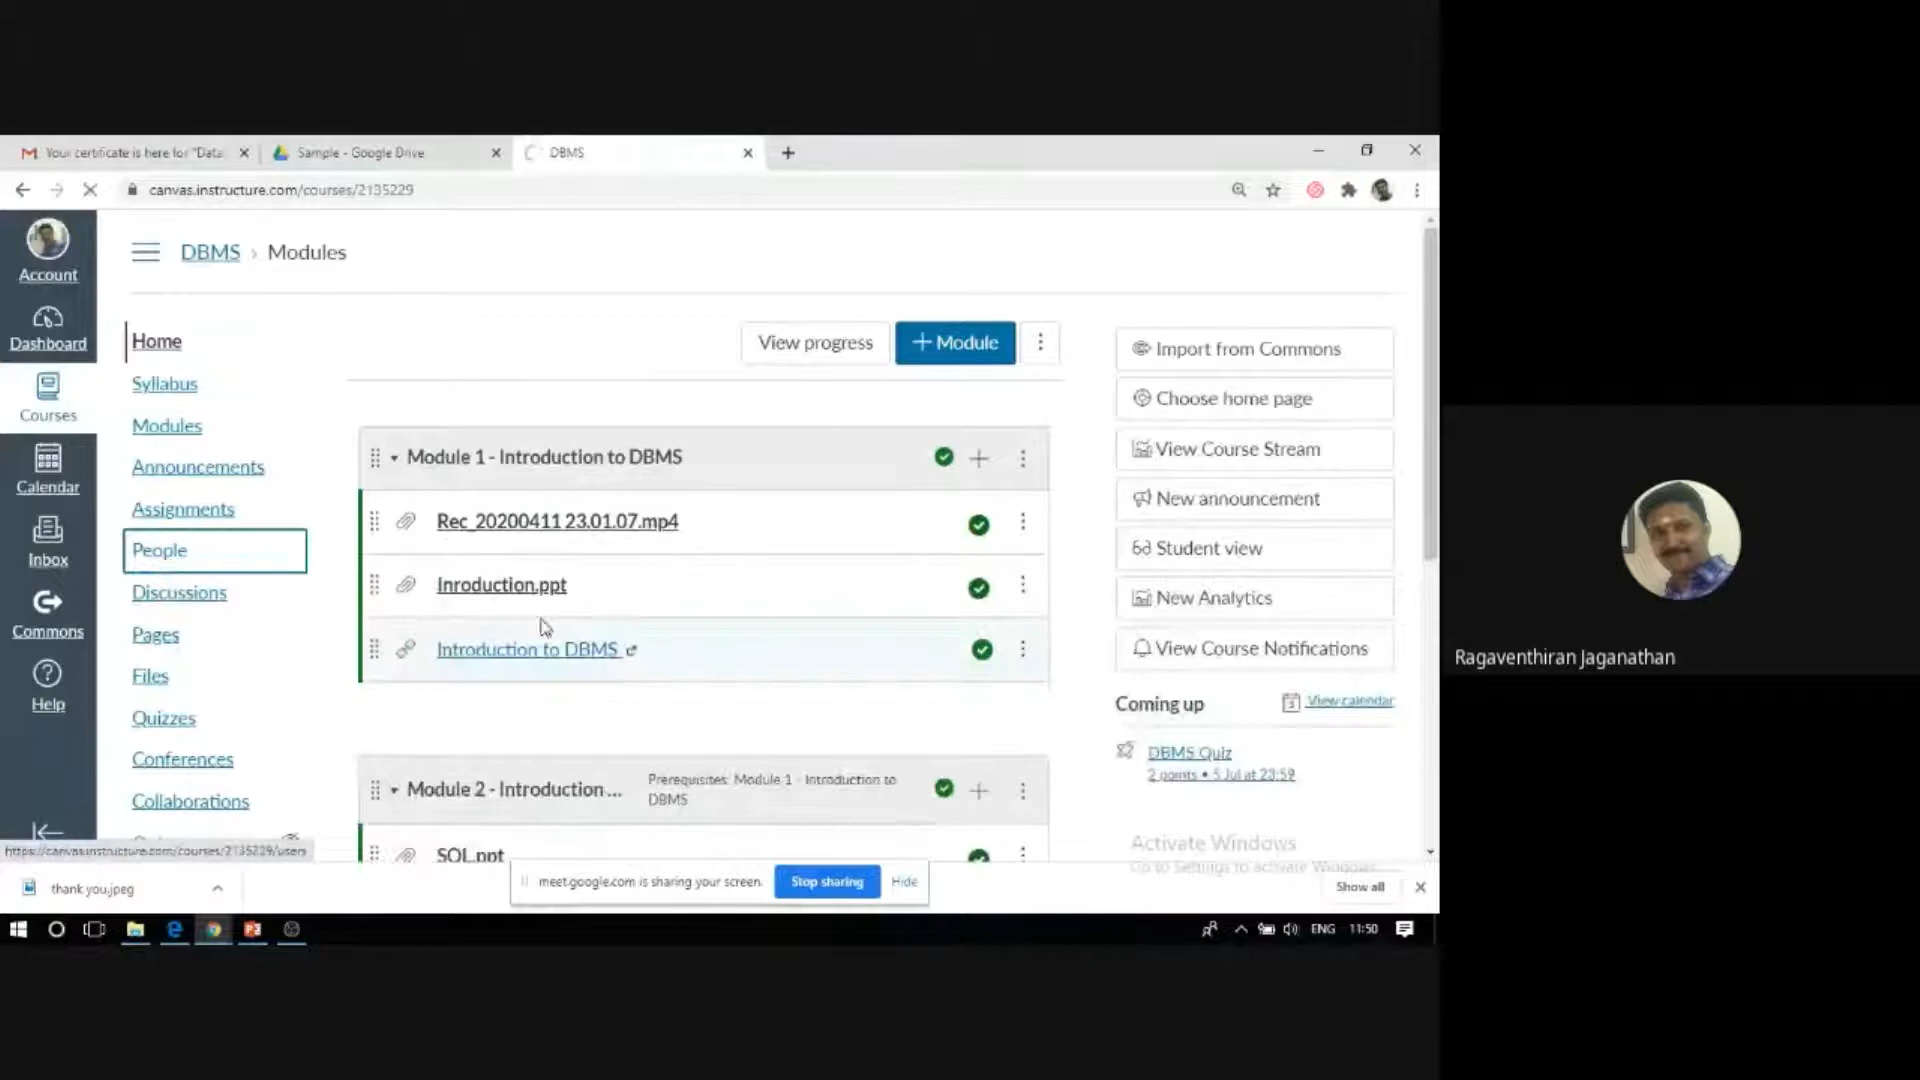 Your certificate is here for "Data
Sample - Google Drive
DBMS
canvas.instructure.com/courses/2135229
Account
Dashboard
Courses
Calendar
Inbox
Commons
Help
DBMS › Modules
Home
Syllabus
Modules
Announcements
Assignments
People
Discussions
Pages
Files
Quizzes
Conferences
Collaborations
View progress
+ Module
Module 1 - Introduction to DBMS
Rec_20200411 23.01.07.mp4
Inroduction.ppt
Introduction to DBMS
Module 2 - Introduction ...
Prerequisites: Module 1 - Introduction to
DBMS
SQL.ppt
Import from Commons
Choose home page
View Course Stream
New announcement
Student view
New Analytics
View Course Notifications
Coming up
View calendar
DBMS Quiz
2 points • 5 Jul at 23:59
Activate Windows
Go to Settings to activate Windows.
https://canvas.instructure.com/courses/2135229/users
thank you.jpeg
meet.google.com is sharing your screen.
Stop sharing
Hide
Show all
ENG
11:50
Ragaventhiran Jaganathan